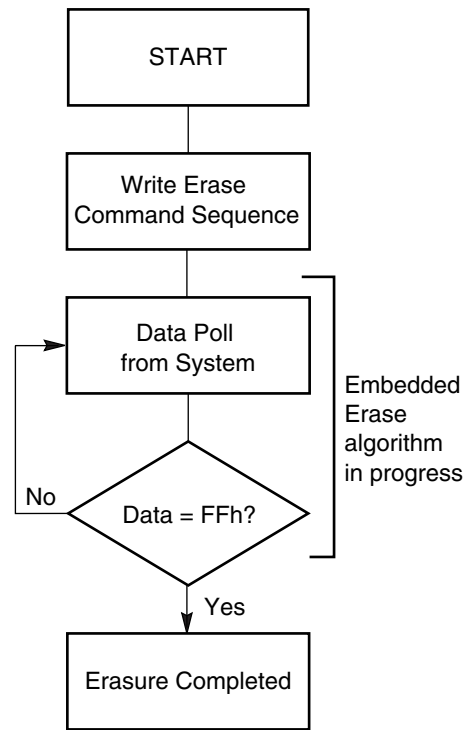 START
Write Erase
Command Sequence
Data Poll
from System
Embedded
Erase
algorithm
in progress
No
Data = FFh?
Yes
Erasure Completed